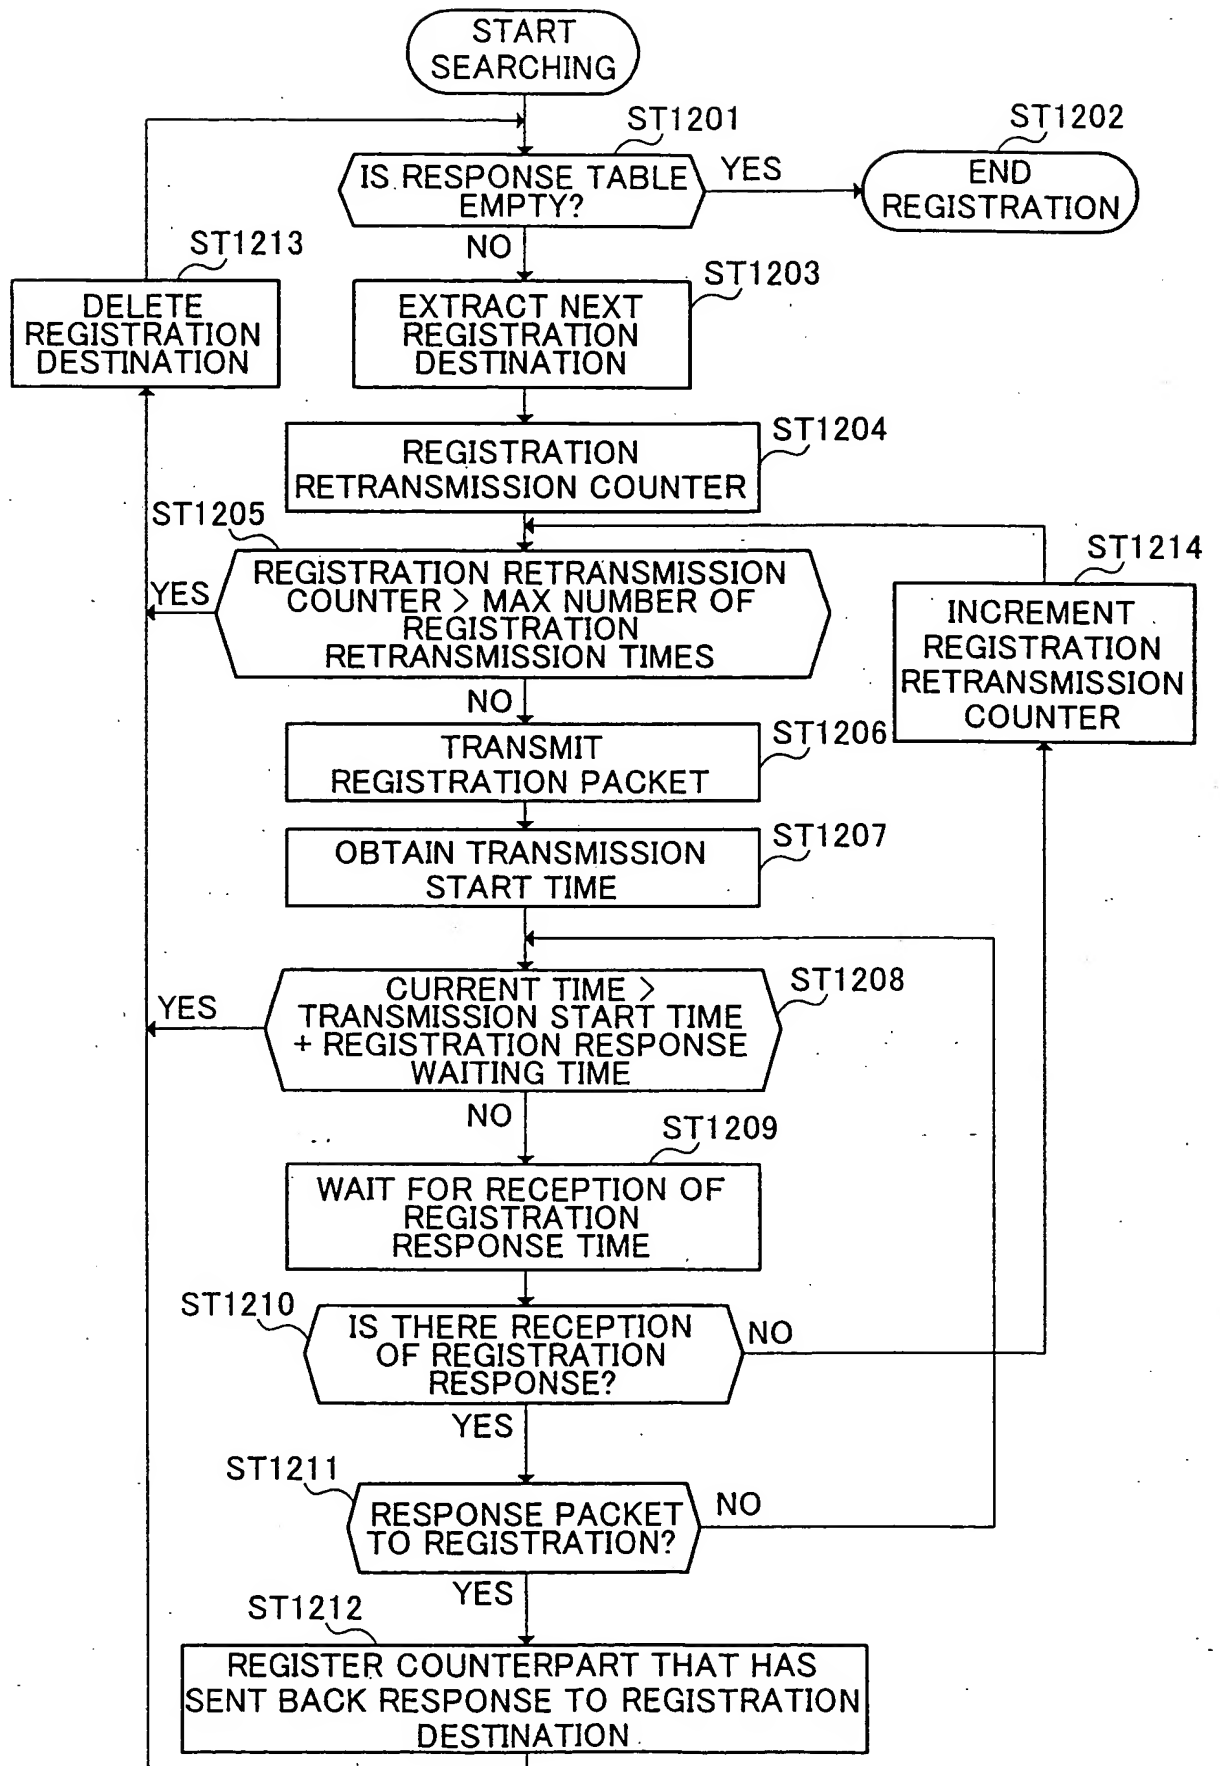 START
SEARCHING
ST1201
IS RESPONSE TABLE
EMPTY?
YES
ST1202
END
REGISTRATION
NO
ST1213
DELETE
REGISTRATION
DESTINATION
ST1203
EXTRACT NEXT
REGISTRATION
DESTINATION
ST1204
REGISTRATION
RETRANSMISSION COUNTER
ST1205
REGISTRATION RETRANSMISSION
COUNTER > MAX NUMBER OF
REGISTRATION
RETRANSMISSION TIMES
YES
NO
ST1214
INCREMENT
REGISTRATION
RETRANSMISSION
COUNTER
ST1206
TRANSMIT
REGISTRATION PACKET
ST1207
OBTAIN TRANSMISSION
START TIME
ST1208
CURRENT TIME >
TRANSMISSION START TIME
+ REGISTRATION RESPONSE
WAITING TIME
YES
NO
ST1209
WAIT FOR RECEPTION OF
REGISTRATION
RESPONSE TIME
ST1210
IS THERE RECEPTION
OF REGISTRATION
RESPONSE?
NO
YES
ST1211
RESPONSE PACKET
TO REGISTRATION?
NO
YES
ST1212
REGISTER COUNTERPART THAT HAS
SENT BACK RESPONSE TO REGISTRATION
DESTINATION